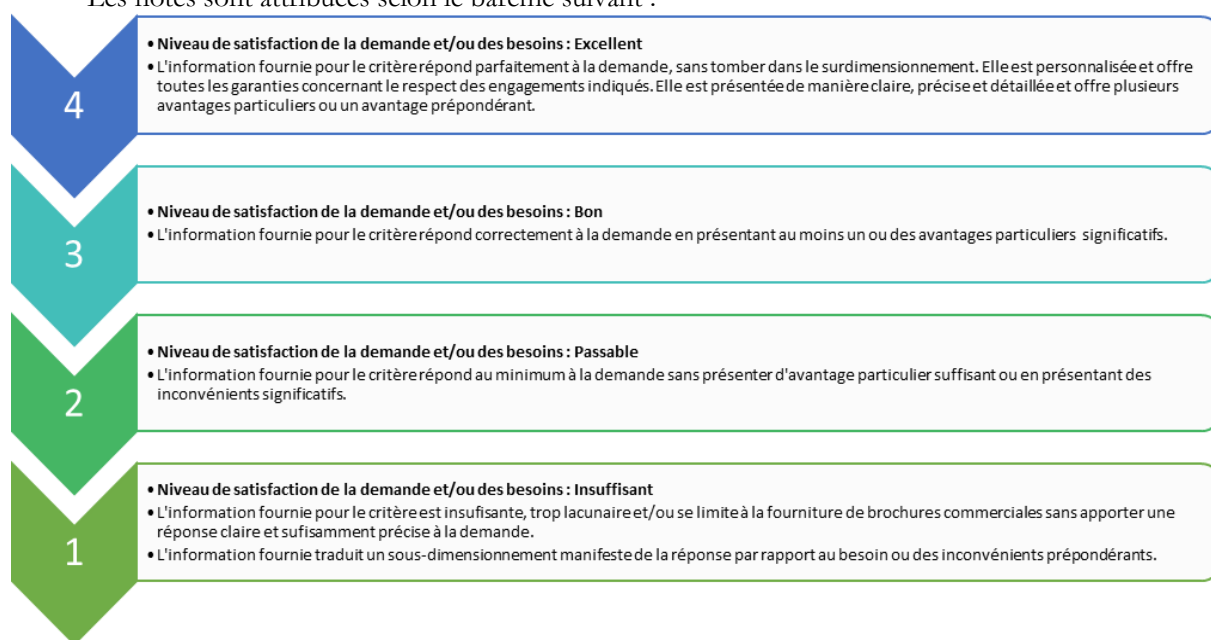 Les notes sont attribuées selon le barème suivant :
4
• Niveau de satisfaction de la demande et/ou des besoins : Excellent
• L'information fournie pour le critère répond parfaitement à la demande, sans tomber dans le surdimensionnement. Elle est personnalisée et offre
toutes les garanties concernant le respect des engagements indiqués. Elle est présentée de manière claire, précise et détaillée et offre plusieurs
avantages particuliers ou un avantage prépondérant.
3
• Niveau de satisfaction de la demande et/ou des besoins : Bon
• L'information fournie pour le critère répond correctement à la demande en présentant au moins un ou des avantages particuliers significatifs.
2
• Niveau de satisfaction de la demande et/ou des besoins : Passable
• L'information fournie pour le critère répond au minimum à la demande sans présenter d'avantage particulier suffisant ou en présentant des
inconvénients significatifs.
1
• Niveau de satisfaction de la demande et/ou des besoins : Insuffisant
• L'information fournie pour le critère est insufisante, trop lacunaire et/ou se limite à la fourniture de brochures commerciales sans apporter une
réponse claire et sufisamment précise à la demande.
• L'information fournie traduit un sous-dimensionnement manifeste de la réponse par rapport au besoin ou des inconvénients prépondérants.